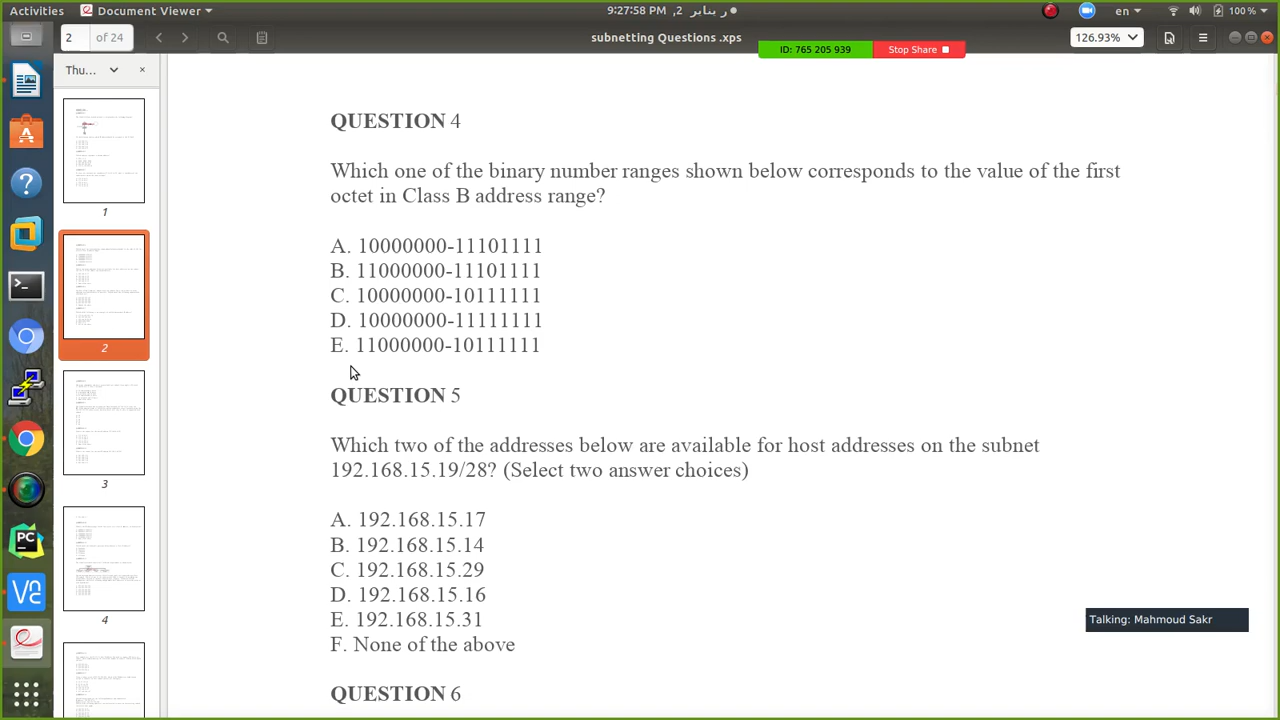 Activities
Document Viewer
9:27:58 PM ,2 ر يناير
en
100 %
2
of 24
subnetting Questions .xps
126.93%
ID: 765 205 939
Stop Share
Thu...
1
2
3
4
QUESTION 4
Which one of the binary number ranges shown below corresponds to the value of the first
octet in Class B address range?
A. 10000000-11101111
B. 11000000-11101111
C. 10000000-10111111
D. 10000000-11111111
E. 11000000-10111111
QUESTION 5
Which two of the addresses below are available for host addresses on the subnet
192.168.15.19/28? (Select two answer choices)
A. 192.168.15.17
B. 192.168.15.14
C. 192.168.15.29
D. 192.168.15.16
E. 192.168.15.31
F. None of the above
QUESTION 6
Talking: Mahmoud Sakr